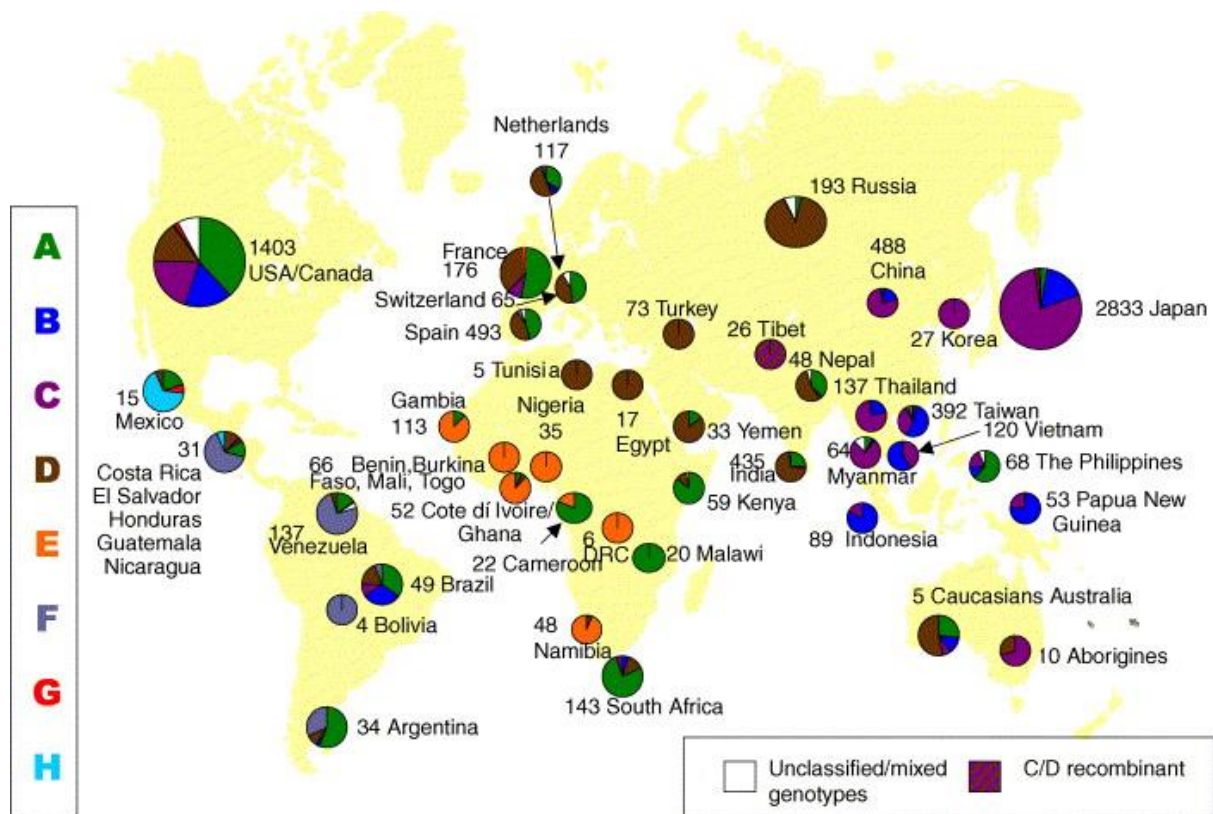 Netherlands
117
193 Russia
A
1403
USA/Canada
France
176
488
China
Switzerland 65
2833 Japan
B
73 Turkey
26 Tibet
27 Korea
Spain 493
48 Nepal
5 Tunisia
137 Thailand
C
15
Mexico
Gambia
113
Nigeria
35
17
Egypt
33 Yemen
392 Taiwan
120 Vietnam
D
31
Costa Rica
El Salvador
Honduras
Guatemala
Nicaragua
66 Benin,Burkina
Faso, Mali, Togo
435
India
64
Myanmar
68 The Philippines
52 Cote dí Ivoire/
Ghana
59 Kenya
53 Papua New
Guinea
E
137
Venezuela
22 Cameroon
6
DRC
20 Malawi
89 Indonesia
49 Brazil
F
4 Bolivia
48
Namibia
5 Caucasians Australia
10 Aborigines
G
143 South Africa
34 Argentina
H
Unclassified/mixed
genotypes
C/D recombinant